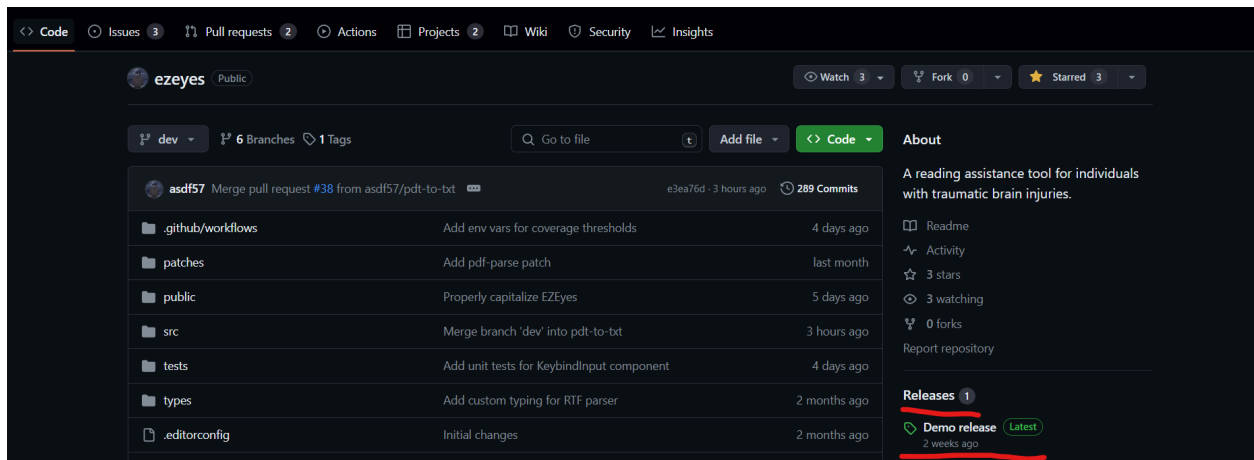 <> Code Issues 3 Pull requests 2 Actions Projects 2 Wiki Security Insights
ezeyes Public Watch 3 Fork 0 Starred 3
dev 6 Branches 1 Tags Go to file t Add file <> Code
asdf57 Merge pull request #38 from asdf57/pdt-to-txt e3ea76d · 3 hours ago 289 Commits
.github/workflows Add env vars for coverage thresholds 4 days ago
patches Add pdf-parse patch last month
public Properly capitalize EZEyes 5 days ago
src Merge branch 'dev' into pdt-to-txt 3 hours ago
tests Add unit tests for KeybindInput component 4 days ago
types Add custom typing for RTF parser 2 months ago
.editorconfig Initial changes 2 months ago
About
A reading assistance tool for individuals
with traumatic brain injuries.
Readme
Activity
3 stars
3 watching
0 forks
Report repository
Releases 1
Demo release Latest
2 weeks ago